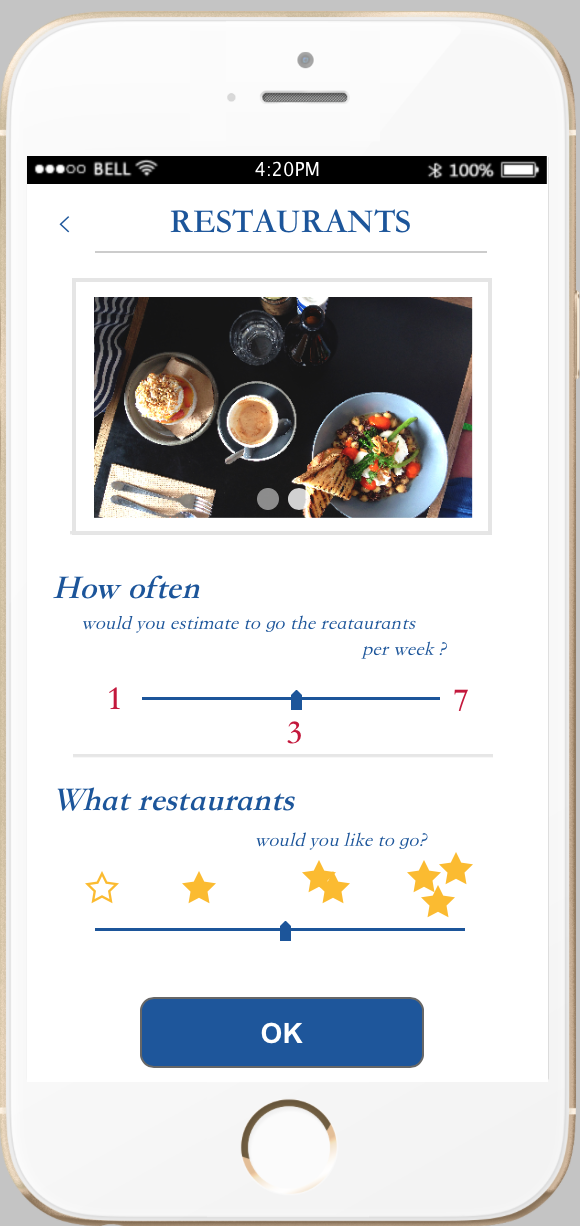 BELL 4:20PM 100%
RESTAURANTS
How often
would you estimate to go the reataurants
per week ?
1 7
3
What restaurants
would you like to go?
OK